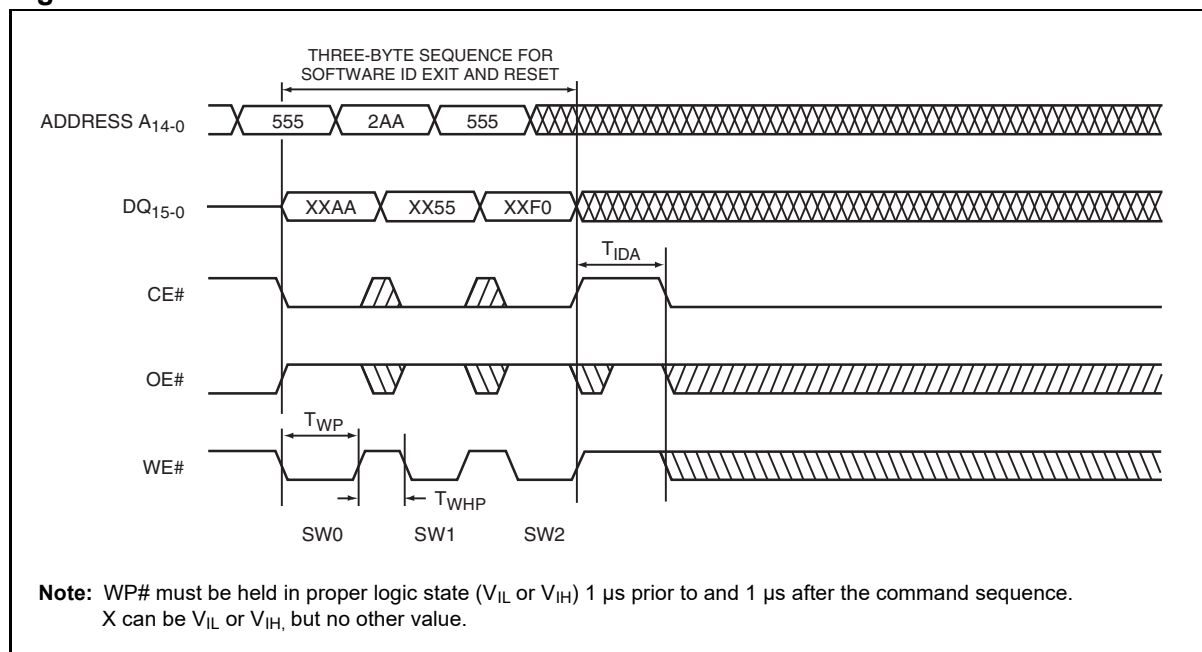 THREE-BYTE SEQUENCE FOR
SOFTWARE ID EXIT AND RESET
ADDRESS A14-0
555 2AA 555
DQ15-0
XXAA XX55 XXF0
TIDA
CE#
OE#
TWP
WE#
TWHP
SW0 SW1 SW2
Note: WP# must be held in proper logic state (VIL or VIH) 1 µs prior to and 1 µs after the command sequence.
X can be VIL or VIH, but no other value.